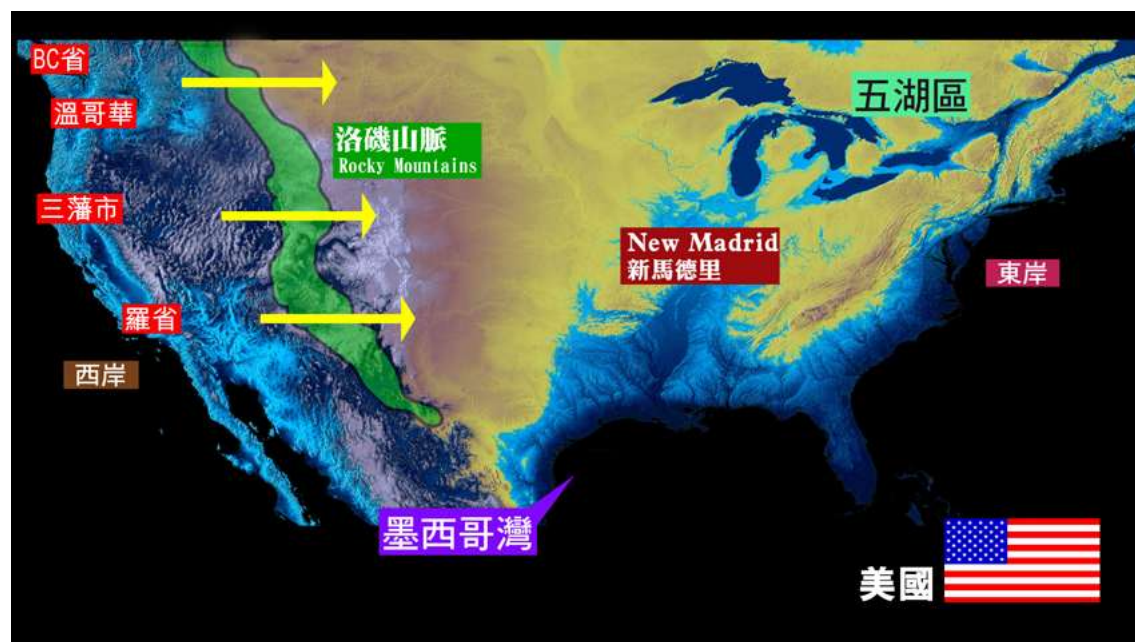 BC省
溫哥華
五湖區
洛磯山脈
Rocky Mountains
三藩市
New Madrid
新馬德里
東岸
羅省
西岸
墨西哥灣
美國